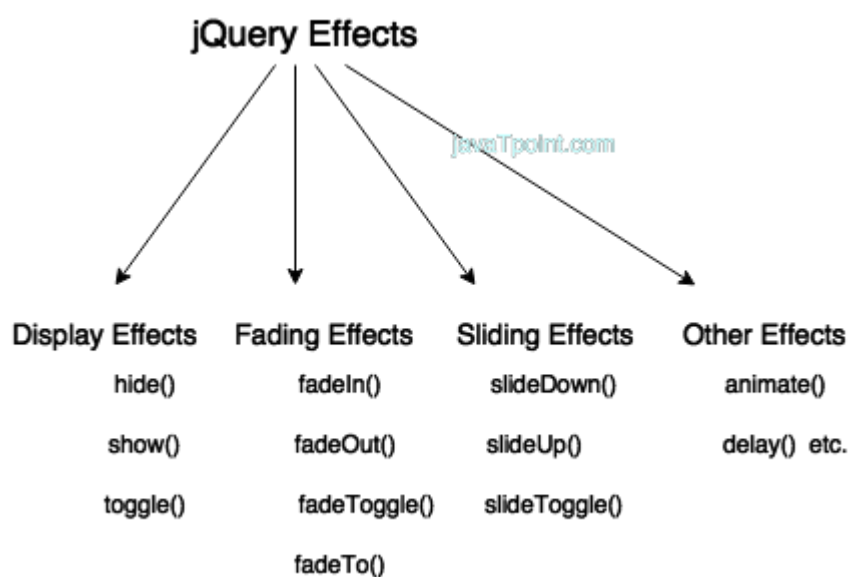 jQuery Effects
javaTpoint.com
Display Effects
hide()
show()
toggle()
Fading Effects
fadeIn()
fadeOut()
fadeToggle()
fadeTo()
Sliding Effects
slideDown()
slideUp()
slideToggle()
Other Effects
animate()
delay() etc.